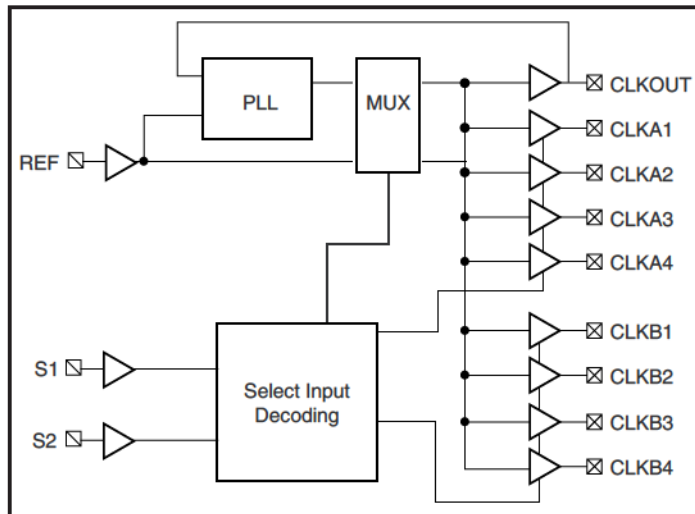 PLL
MUX
REF
CLKOUT
CLKA1
CLKA2
CLKA3
CLKA4
S1
S2
Select Input
Decoding
CLKB1
CLKB2
CLKB3
CLKB4